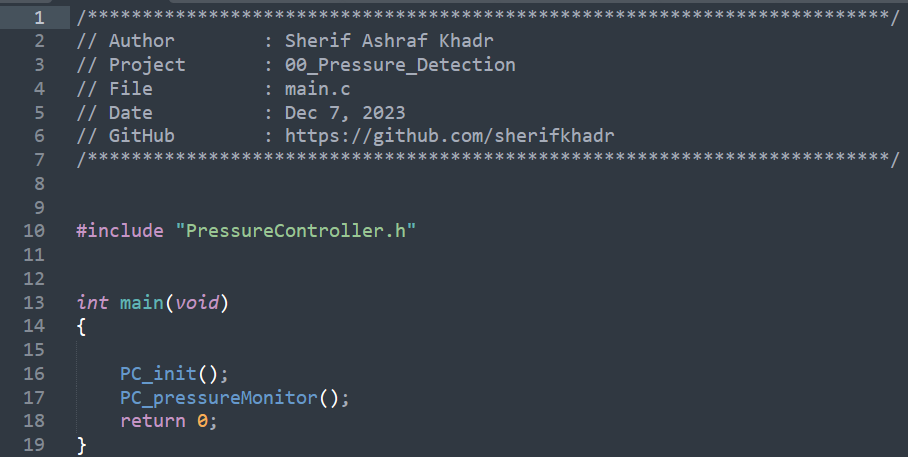 1 /*************************************************************************/
2 // Author        : Sherif Ashraf Khadr
3 // Project       : 00_Pressure_Detection
4 // File          : main.c
5 // Date          : Dec 7, 2023
6 // GitHub        : https://github.com/sherifkhadr
7 /*************************************************************************/
8
9
10 #include "PressureController.h"
11
12
13 int main(void)
14 {
15
16     PC_init();
17     PC_pressureMonitor();
18     return 0;
19 }